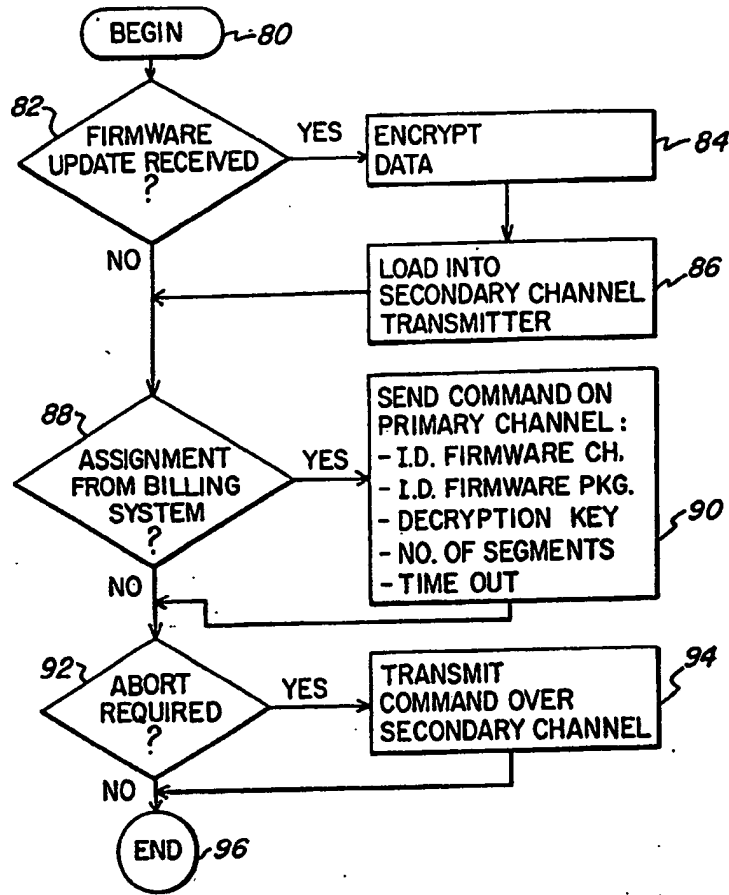 BEGIN
80
82
FIRMWARE
UPDATE RECEIVED
?
YES
ENCRYPT
DATA
84
NO
LOAD INTO
SECONDARY CHANNEL
TRANSMITTER
86
88
ASSIGNMENT
FROM BILLING
SYSTEM
?
YES
SEND COMMAND ON
PRIMARY CHANNEL :
- I.D. FIRMWARE CH.
- I.D. FIRMWARE PKG.
- DECRYPTION KEY
- NO. OF SEGMENTS
- TIME OUT
90
NO
92
ABORT
REQUIRED
?
YES
TRANSMIT
COMMAND OVER
SECONDARY CHANNEL
94
NO
END
96